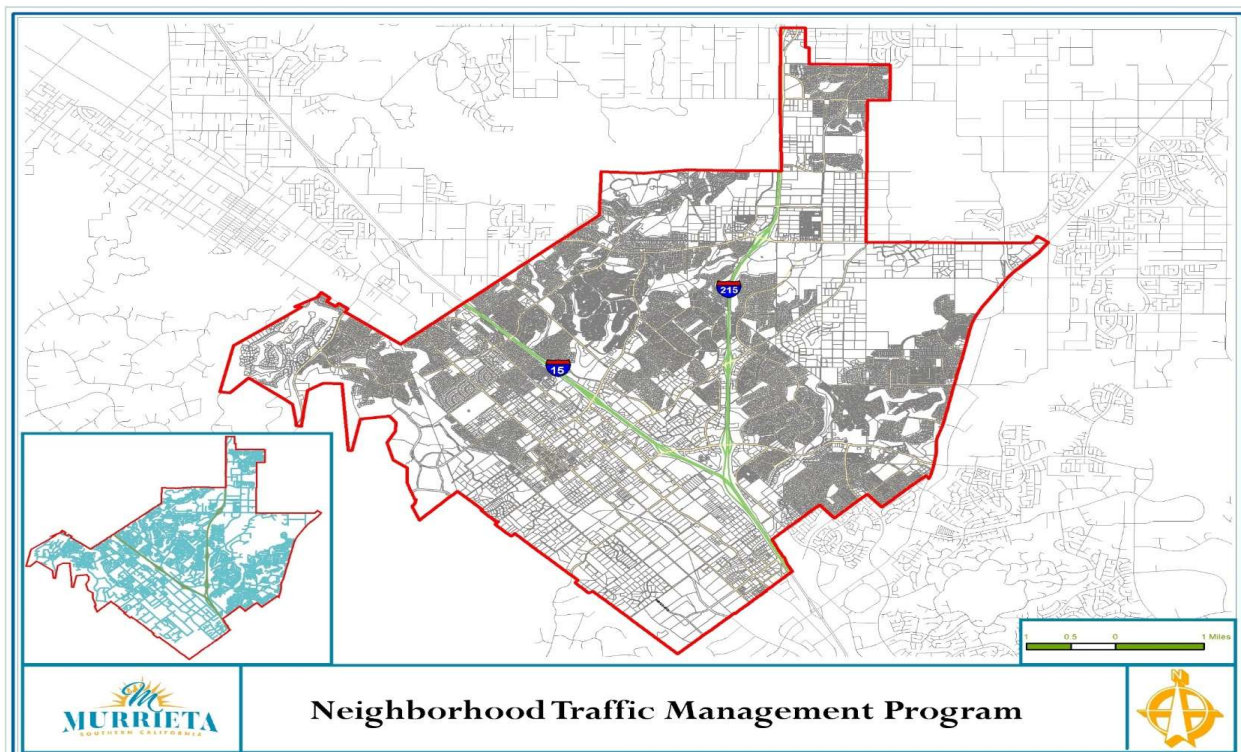 215
15
1 0.5 0 1 Miles
M
MURRIETA
SOUTHERN CALIFORNIA
Neighborhood Traffic Management Program
N